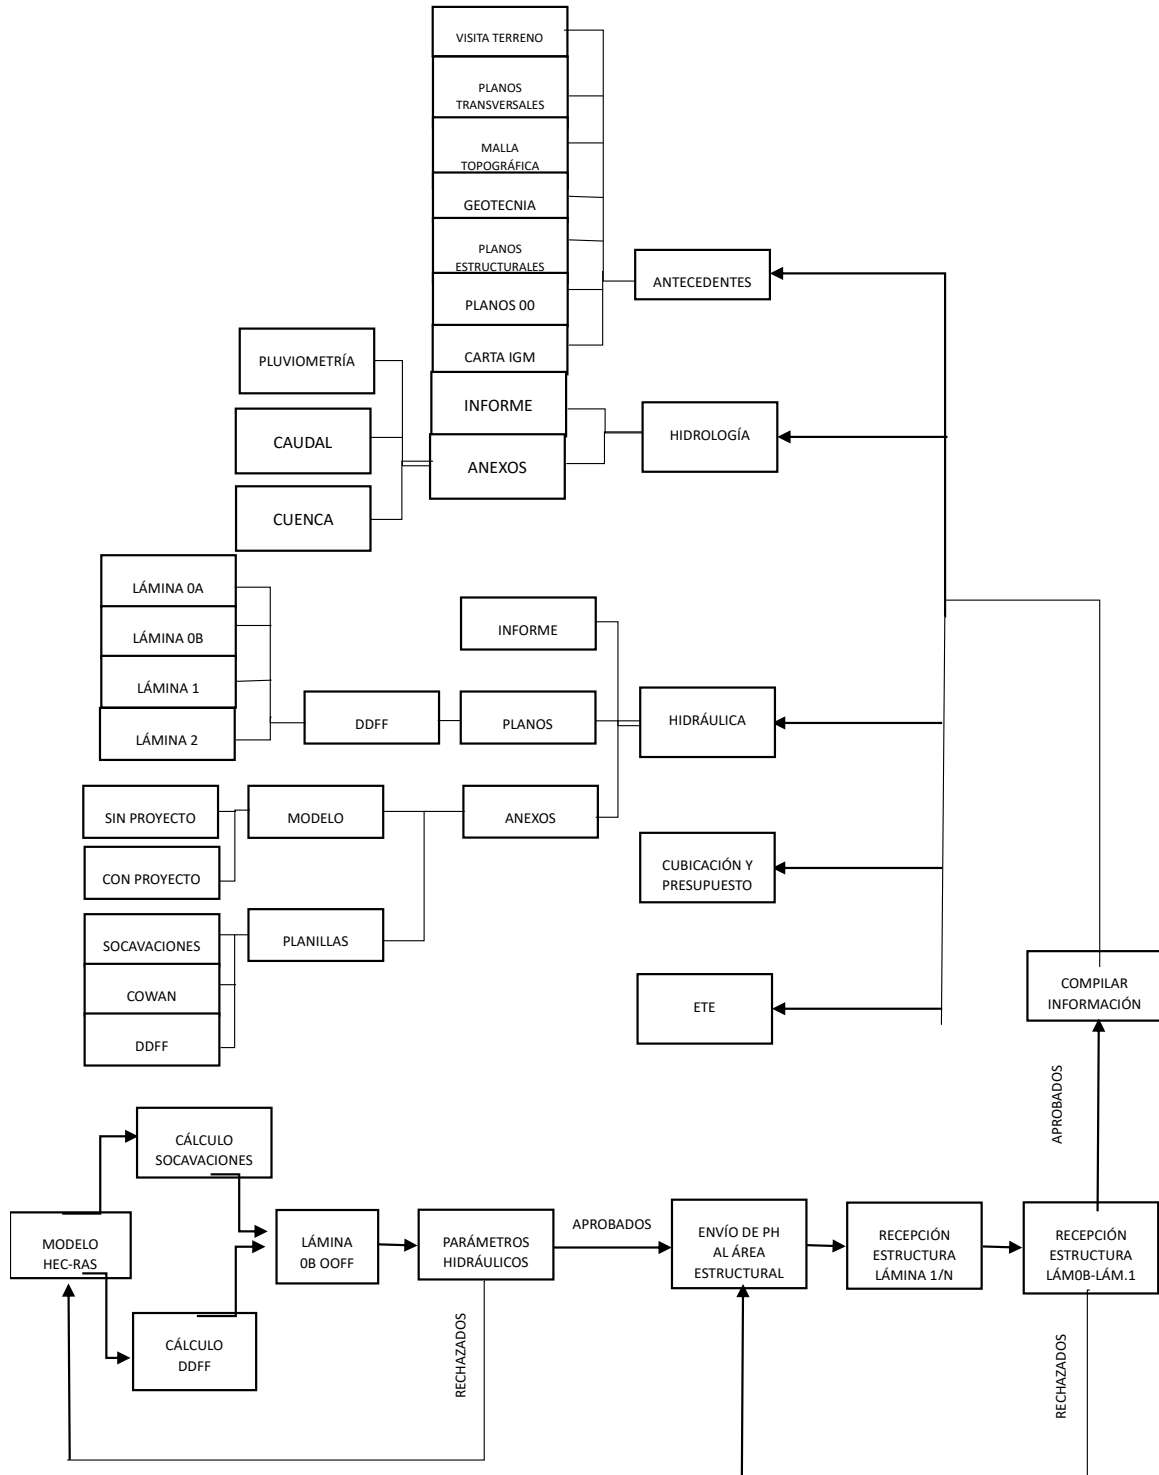 VISITA TERRENO
PLANOS
TRANSVERSALES
MALLA
TOPOGRÁFICA
GEOTECNIA
PLANOS
ESTRUCTURALES
ANTECEDENTES
PLANOS 00
CARTA IGM
PLUVIOMETRÍA
INFORME
HIDROLOGÍA
CAUDAL
ANEXOS
CUENCA
LÁMINA 0A
LÁMINA 0B
INFORME
LÁMINA 1
LÁMINA 2
DDFF
PLANOS
HIDRÁULICA
SIN PROYECTO
MODELO
ANEXOS
CON PROYECTO
CUBICACIÓN Y
PRESUPUESTO
SOCAVACIONES
PLANILLAS
COWAN
DDFF
ETE
COMPILAR
INFORMACIÓN
APROBADOS
CÁLCULO
SOCAVACIONES
MODELO
HEC-RAS
LÁMINA
0B OOFF
PARÁMETROS
HIDRÁULICOS
APROBADOS
ENVÍO DE PH
AL ÁREA
ESTRUCTURAL
RECEPCIÓN
ESTRUCTURA
LÁMINA 1/N
RECEPCIÓN
ESTRUCTURA
LÁM0B-LÁM.1
CÁLCULO
DDFF
RECHAZADOS
RECHAZADOS